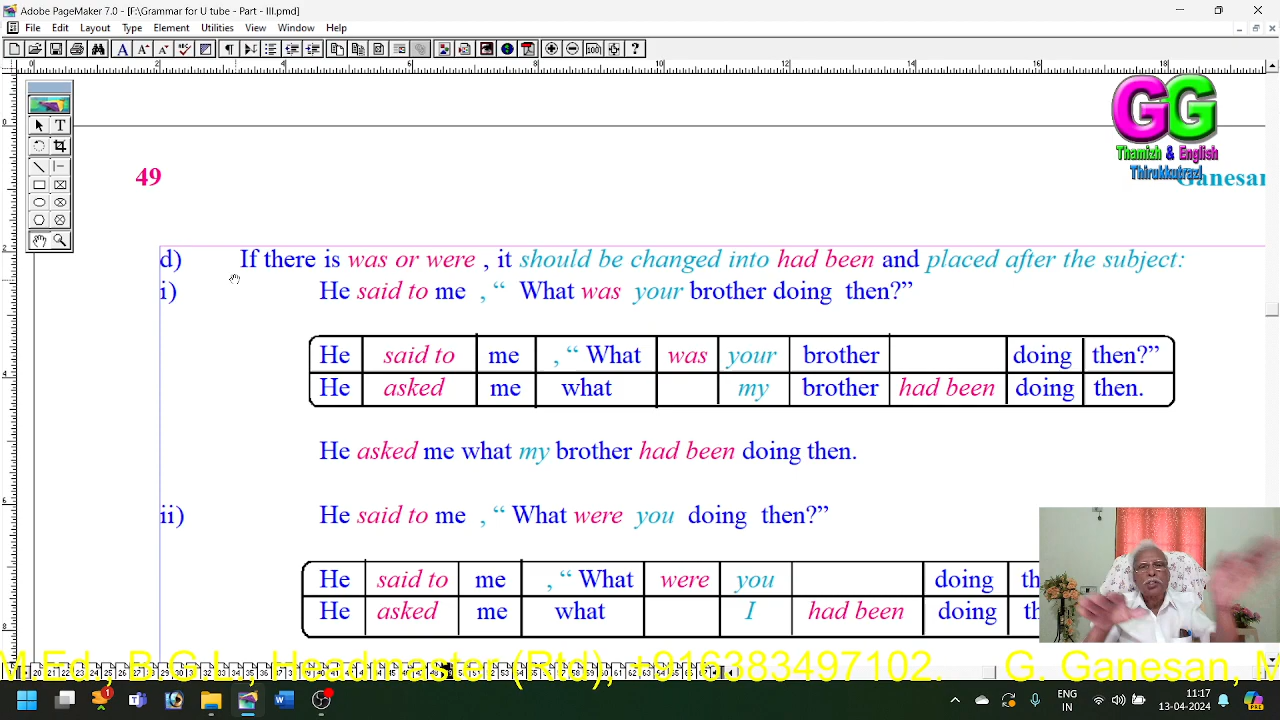 Adobe PageMaker 7.0 - [F:\Grammar for U tube - Part - III.pmd]
File Edit Layout Type Element Utilities View Window Help
GG
Thamizh & English
Thirukkutrazl
49
Ganesan
d) If there is was or were , it should be changed into had been and placed after the subject:
i) He said to me , “ What was your brother doing then?”
He said to me , “ What was your brother doing then?”
He asked me what my brother had been doing then.
He asked me what my brother had been doing then.
ii) He said to me , “ What were you doing then?”
He said to me , “ What were you doing th
He asked me what I had been doing th
M.Ed., B.G.L., Headmaster (Rtd), +916383497102. G. Ganesan, M
ENG
IN
11:17
13-04-2024